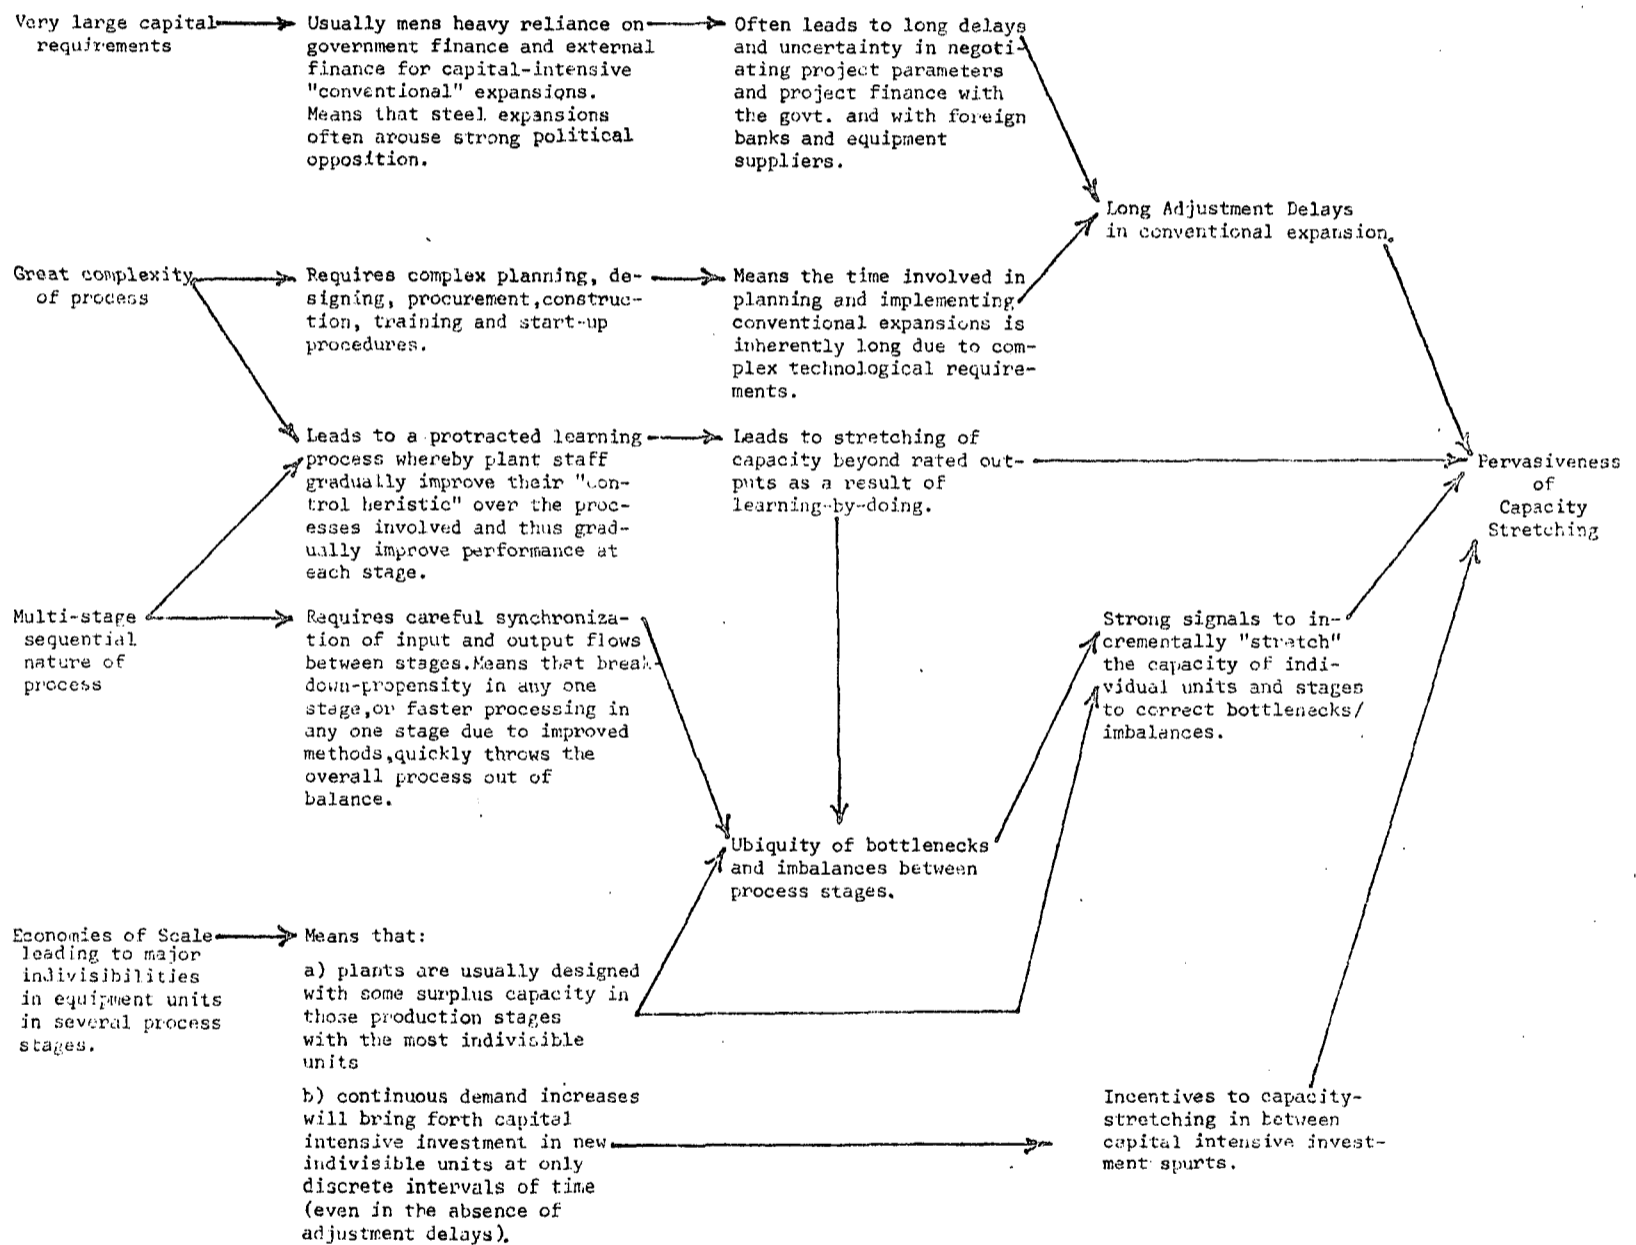 Very large capital
requirements
Usually mens heavy reliance on
government finance and external
finance for capital-intensive
"conventional" expansions.
Means that steel expansions
often arouse strong political
opposition.
Often leads to long delays
and uncertainty in negoti-
ating project parameters
and project finance with
the govt. and with foreign
banks and equipment
suppliers.
Long Adjustment Delays
in conventional expansion.
Great complexity
of process
Requires complex planning, de-
signing, procurement,construc-
tion, training and start-up
procedures.
Means the time involved in
planning and implementing
conventional expansions is
inherently long due to com-
plex technological require-
ments.
Leads to a protracted learning
process whereby plant staff
gradually improve their "con-
trol heristic" over the proc-
esses involved and thus grad-
ually improve performance at
each stage.
Leads to stretching of
capacity beyond rated out-
puts as a result of
learning-by-doing.
Pervasiveness
of
Capacity
Stretching
Multi-stage
sequential
nature of
process
Requires careful synchroniza-
tion of input and output flows
between stages.Means that break-
down-propensity in any one
stage,or faster processing in
any one stage due to improved
methods,quickly throws the
overall process out of
balance.
Strong signals to in-
crementally "stretch"
the capacity of indi-
vidual units and stages
to correct bottlenecks/
imbalances.
Ubiquity of bottlenecks
and imbalances between
process stages.
Economies of Scale
leading to major
indivisibilities
in equipment units
in several process
stages.
Means that:
a) plants are usually designed
with some surplus capacity in
those production stages
with the most indivisible
units
b) continuous demand increases
will bring forth capital
intensive investment in new
indivisible units at only
discrete intervals of time
(even in the absence of
adjustment delays).
Incentives to capacity-
stretching in between
capital intensive invest-
ment spurts.